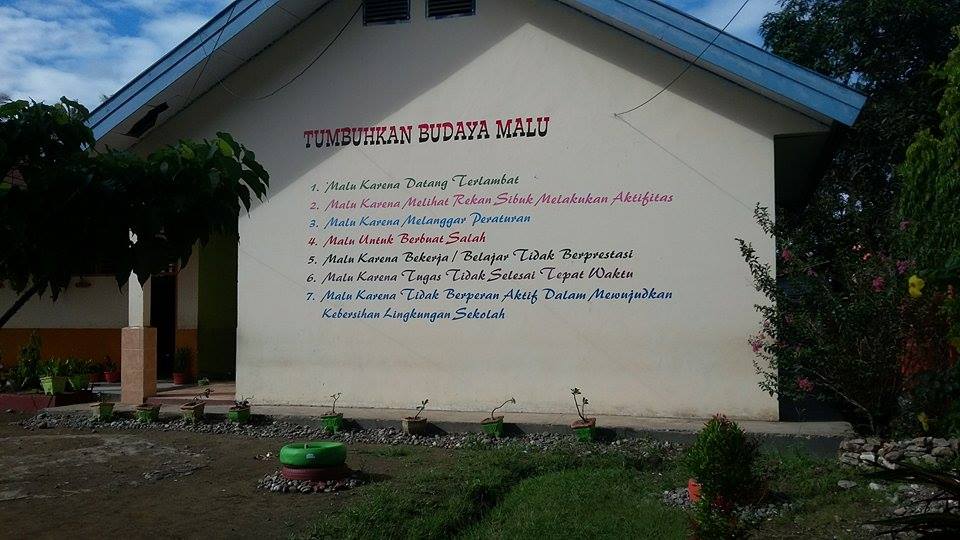 TUMBUHKAN BUDAYA MALU
1. Malu Karena Datang Terlambat
2. Malu Karena Melihat Rekan Sibuk Melakukan Aktifitas
3. Malu Karena Melanggar Peraturan
4. Malu Untuk Berbuat Salah
5. Malu Karena Bekerja / Belajar Tidak Berprestasi
6. Malu Karena Tugas Tidak Selesai Tepat Waktu
7. Malu Karena Tidak Berperan Aktif Dalam Mewujudkan
Kebersihan Lingkungan Sekolah